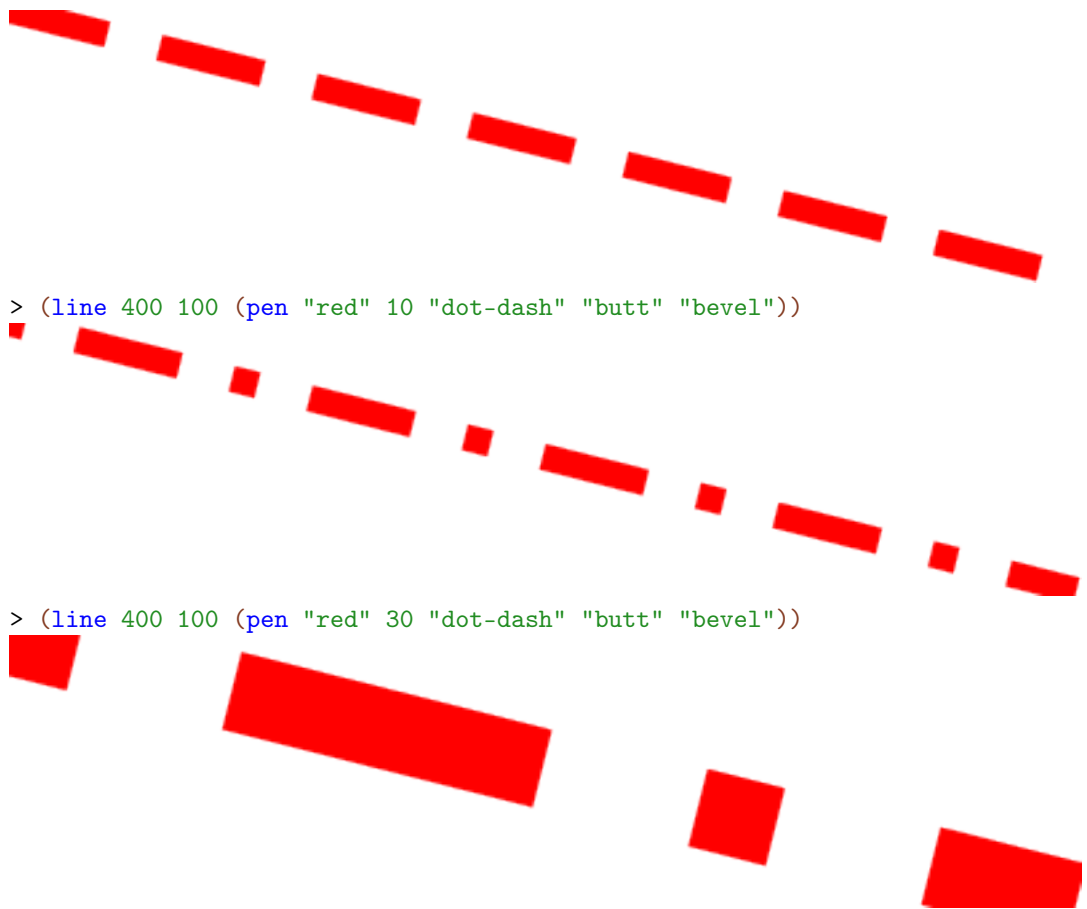 > (line 400 100 (pen "red" 10 "dot-dash" "butt" "bevel"))
> (line 400 100 (pen "red" 30 "dot-dash" "butt" "bevel"))